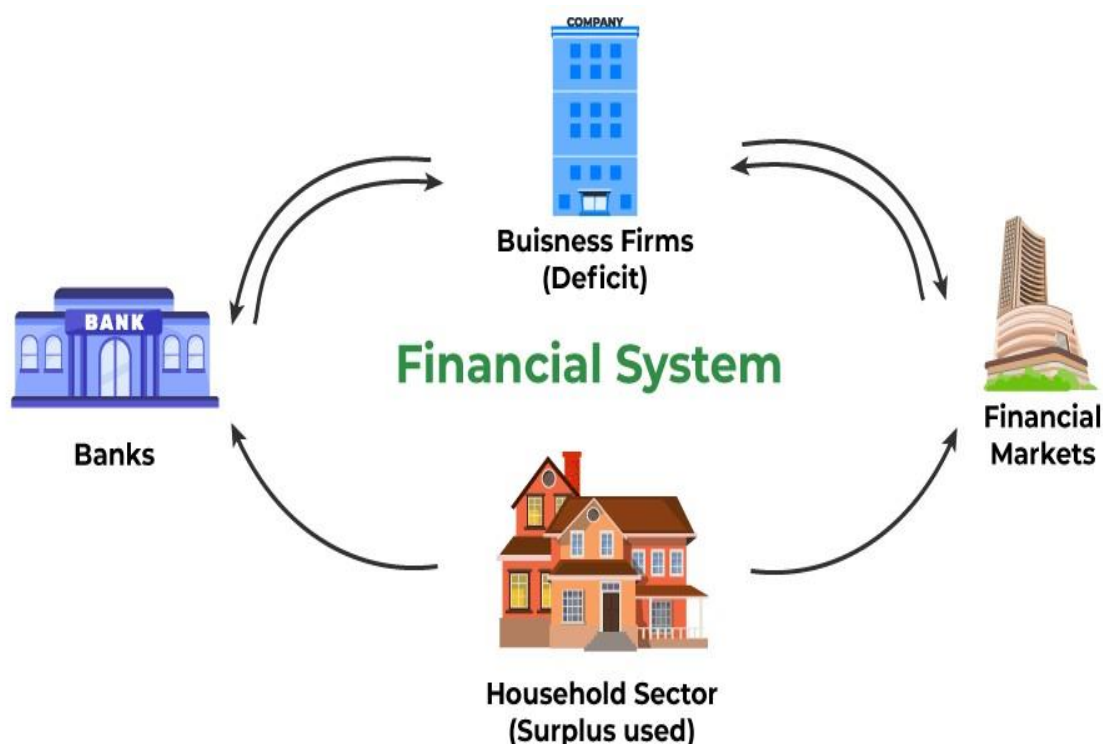 COMPANY
Buisness Firms
(Deficit)
BANK
Financial System
Banks
Financial
Markets
Household Sector
(Surplus used)